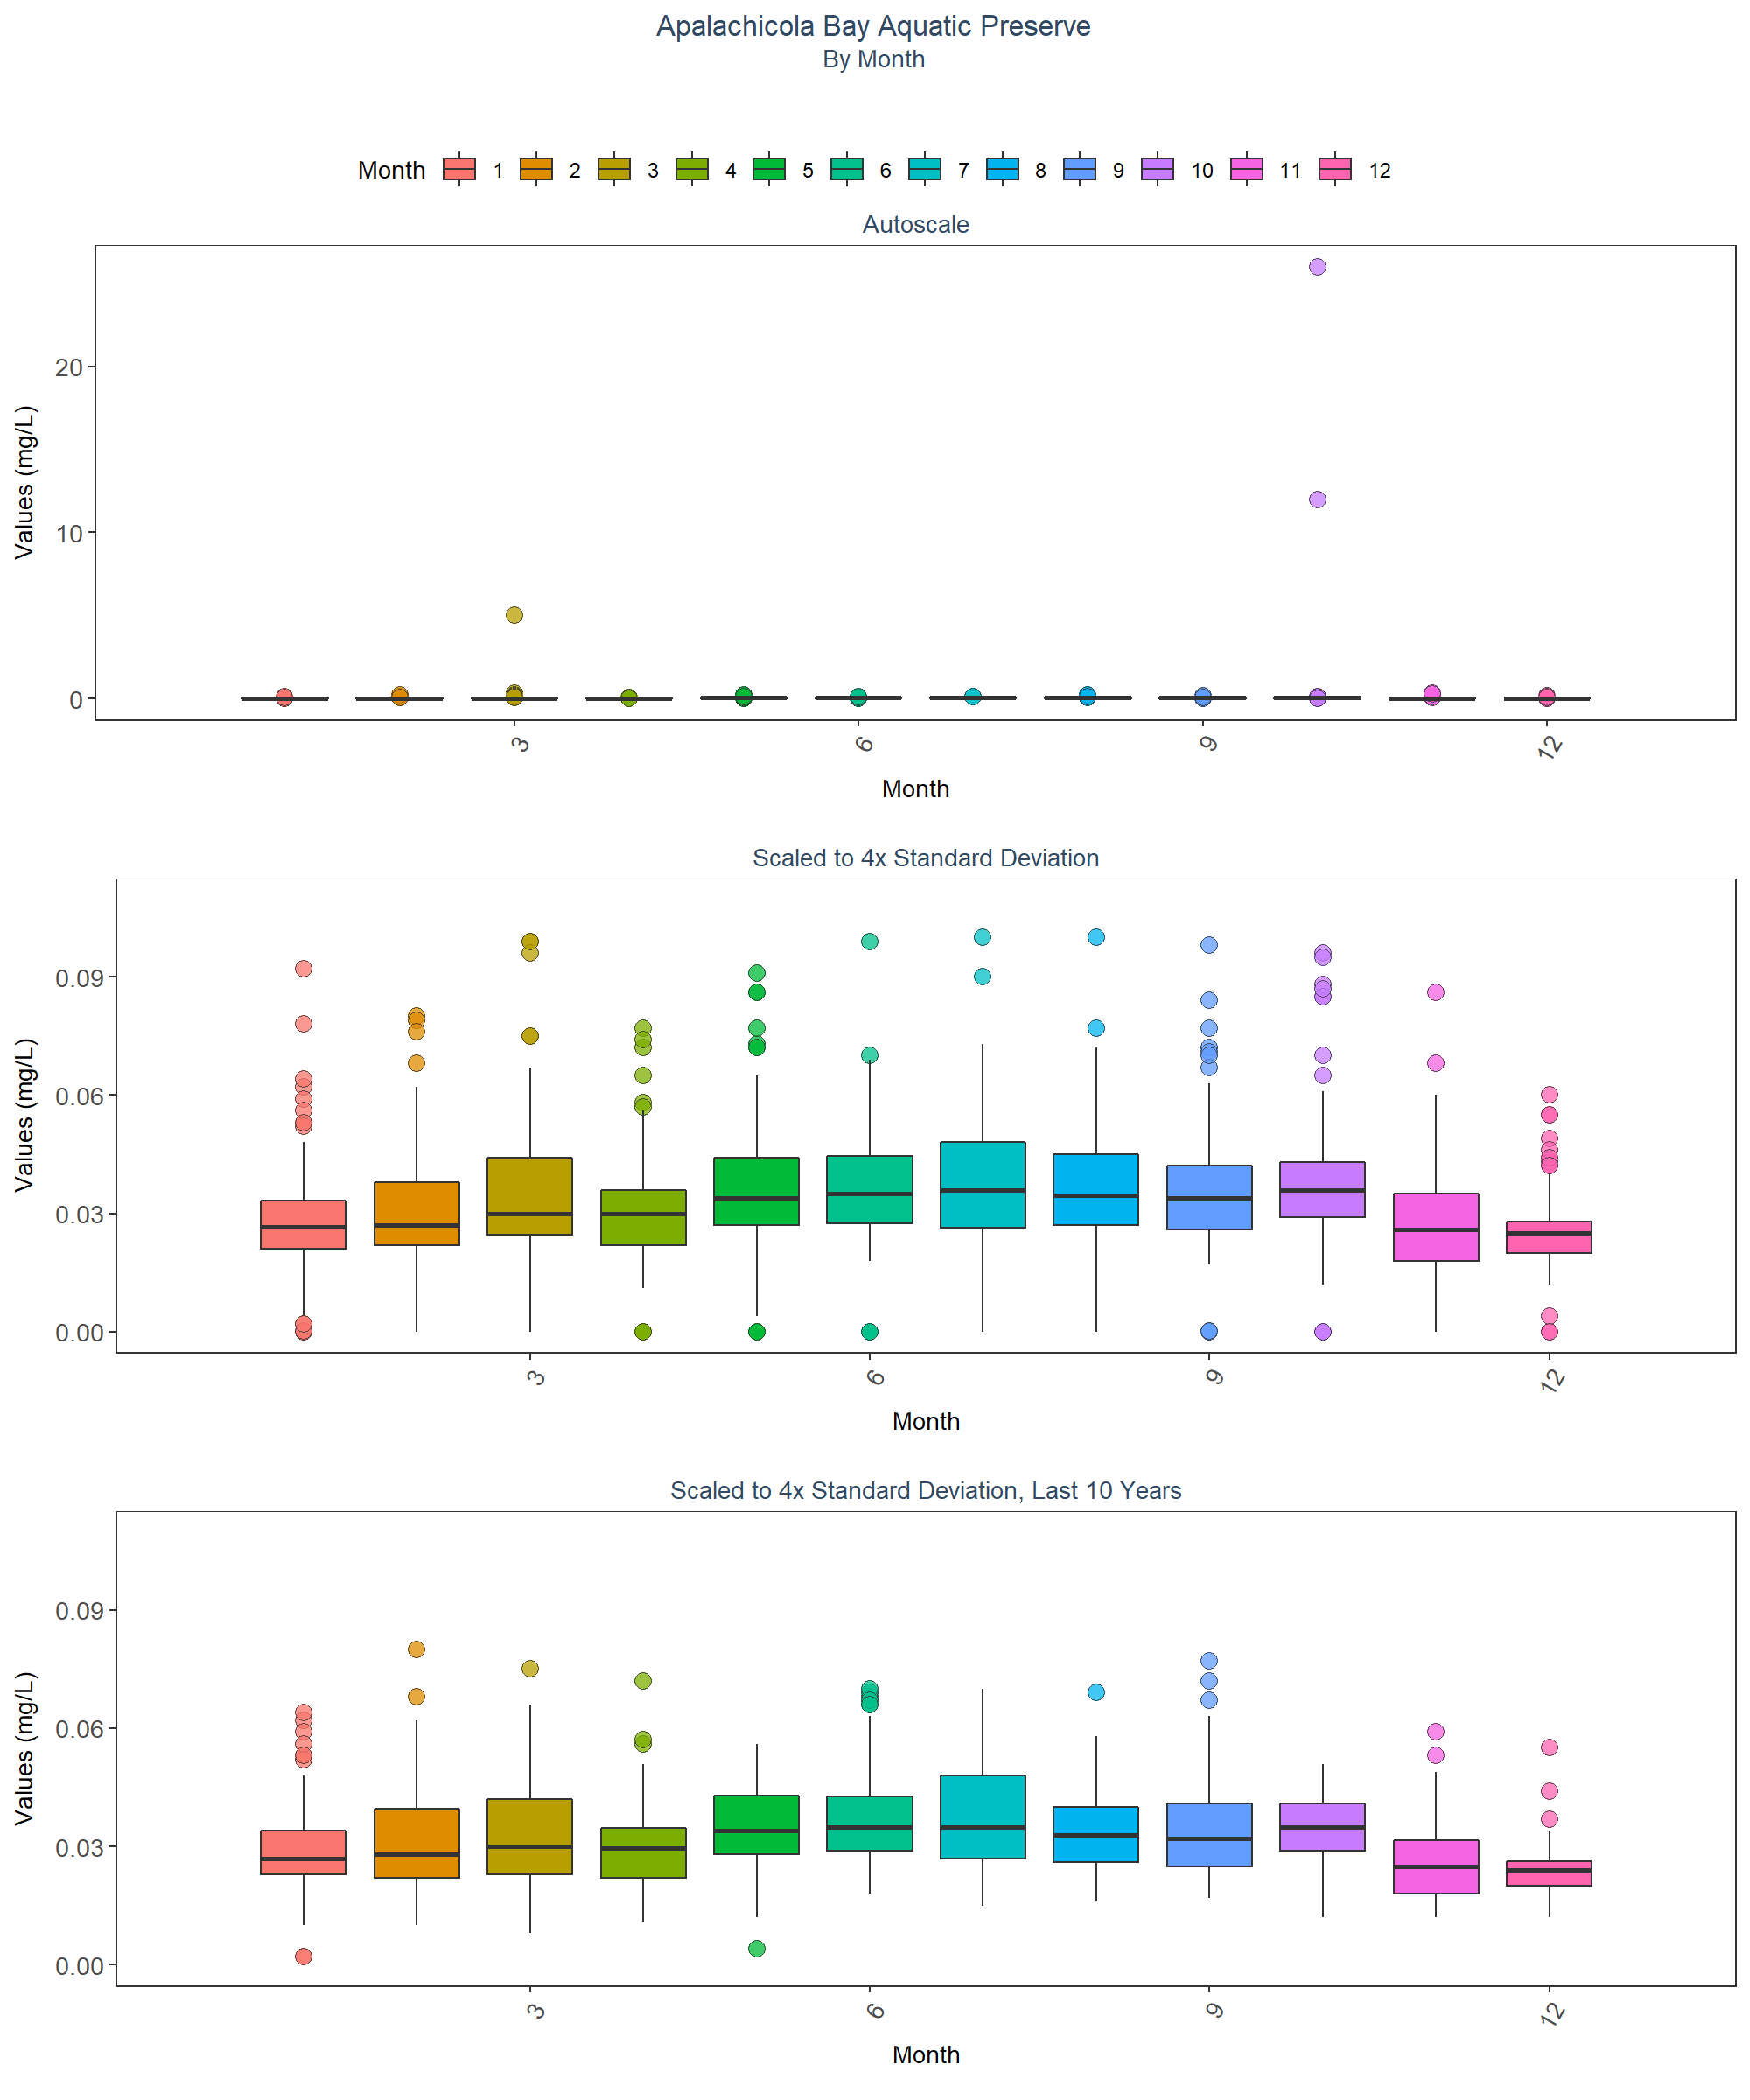 Apalachicola Bay Aquatic Preserve
By Month
Month 1 2 3 4 5 6 7 8 9 10 11 12
Autoscale
Values (mg/L)
20
10
0
3 6 9 12
Month
Scaled to 4x Standard Deviation
Values (mg/L)
0.09
0.06
0.03
0.00
3 6 9 12
Month
Scaled to 4x Standard Deviation, Last 10 Years
Values (mg/L)
0.09
0.06
0.03
0.00
3 6 9 12
Month